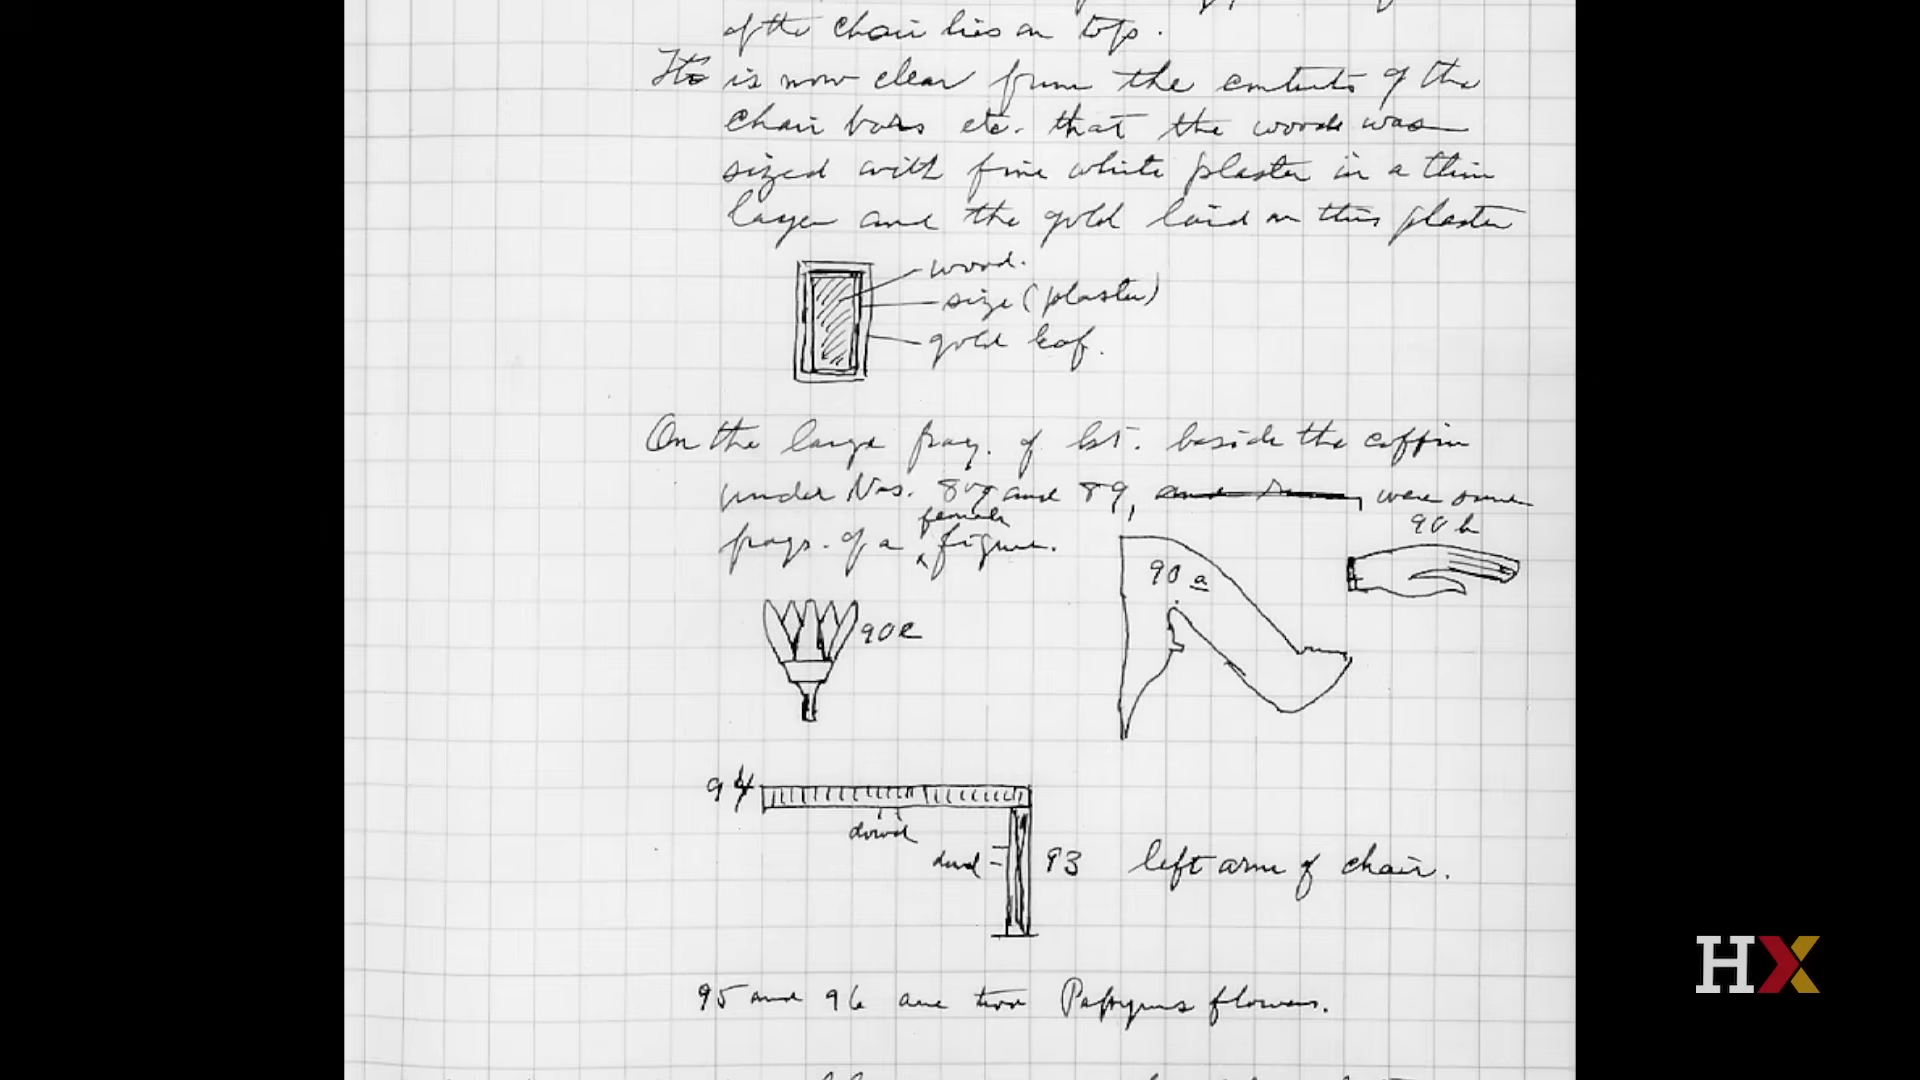 of the chair lies on top.
It is now clear from the contents of the
chair bars etc. that the wood was
sized with fine white plaster in a thin
layer and the gold laid on this plaster
wood.
size (plaster)
gold leaf.
On the large frag. of lst. beside the coffin
under Nos. and 89, were some
female
frags. of a figure.
90 b
90 a
90 e
94
dowel
dowel
93 left arm of chair.
95 and 96 are two Papyrus flowers.
HX